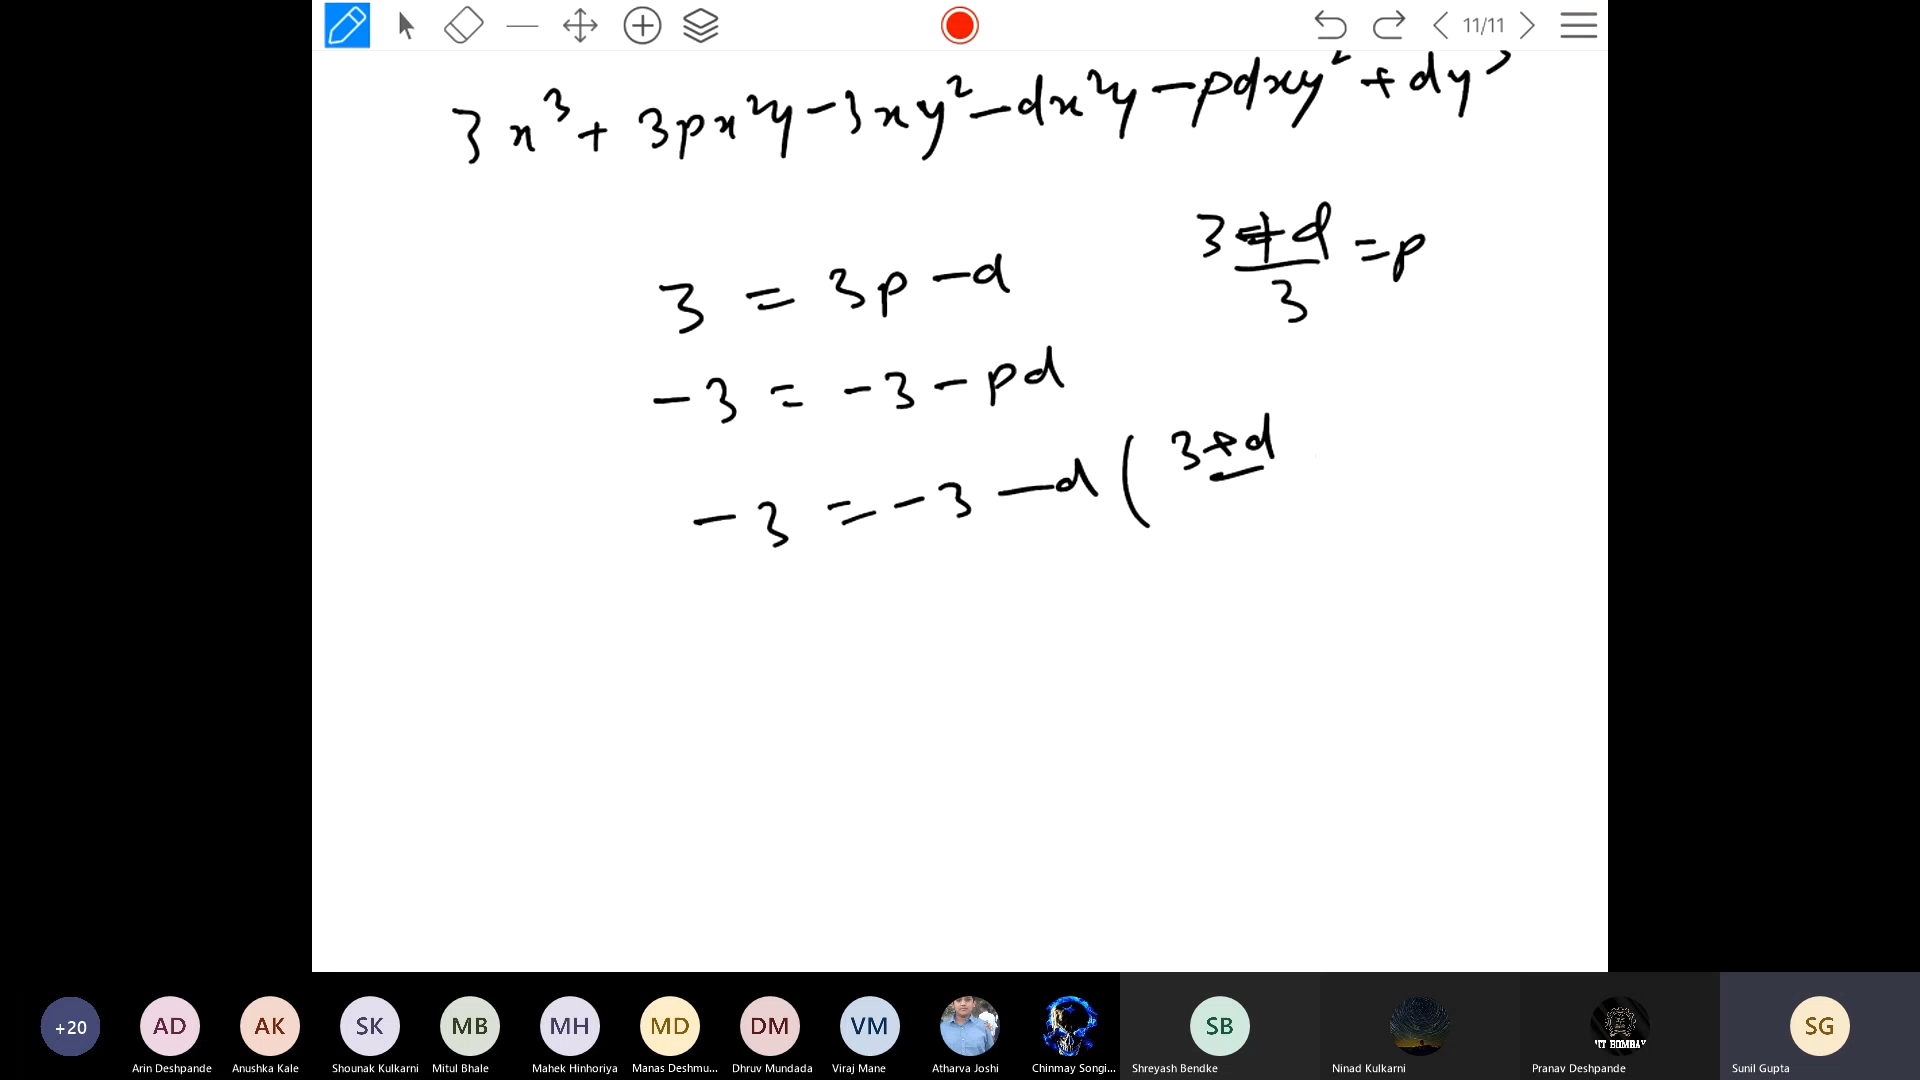 11/11
3x³ + 3px²y - 3xy² - dx²y - pdxy² + dy³
3 = 3p - d
3 + d
——— = p
3
-3 = -3 - pd
-3 = -3 - d ( 3+d
+20
AD
AK
SK
MB
MH
MD
DM
VM
SB
"IT BOMBAY"
SG
Arin Deshpande
Anushka Kale
Shounak Kulkarni
Mitul Bhale
Mahek Hinhoriya
Manas Deshmu...
Dhruv Mundada
Viraj Mane
Atharva Joshi
Chinmay Songi...
Shreyash Bendke
Ninad Kulkarni
Pranav Deshpande
Sunil Gupta